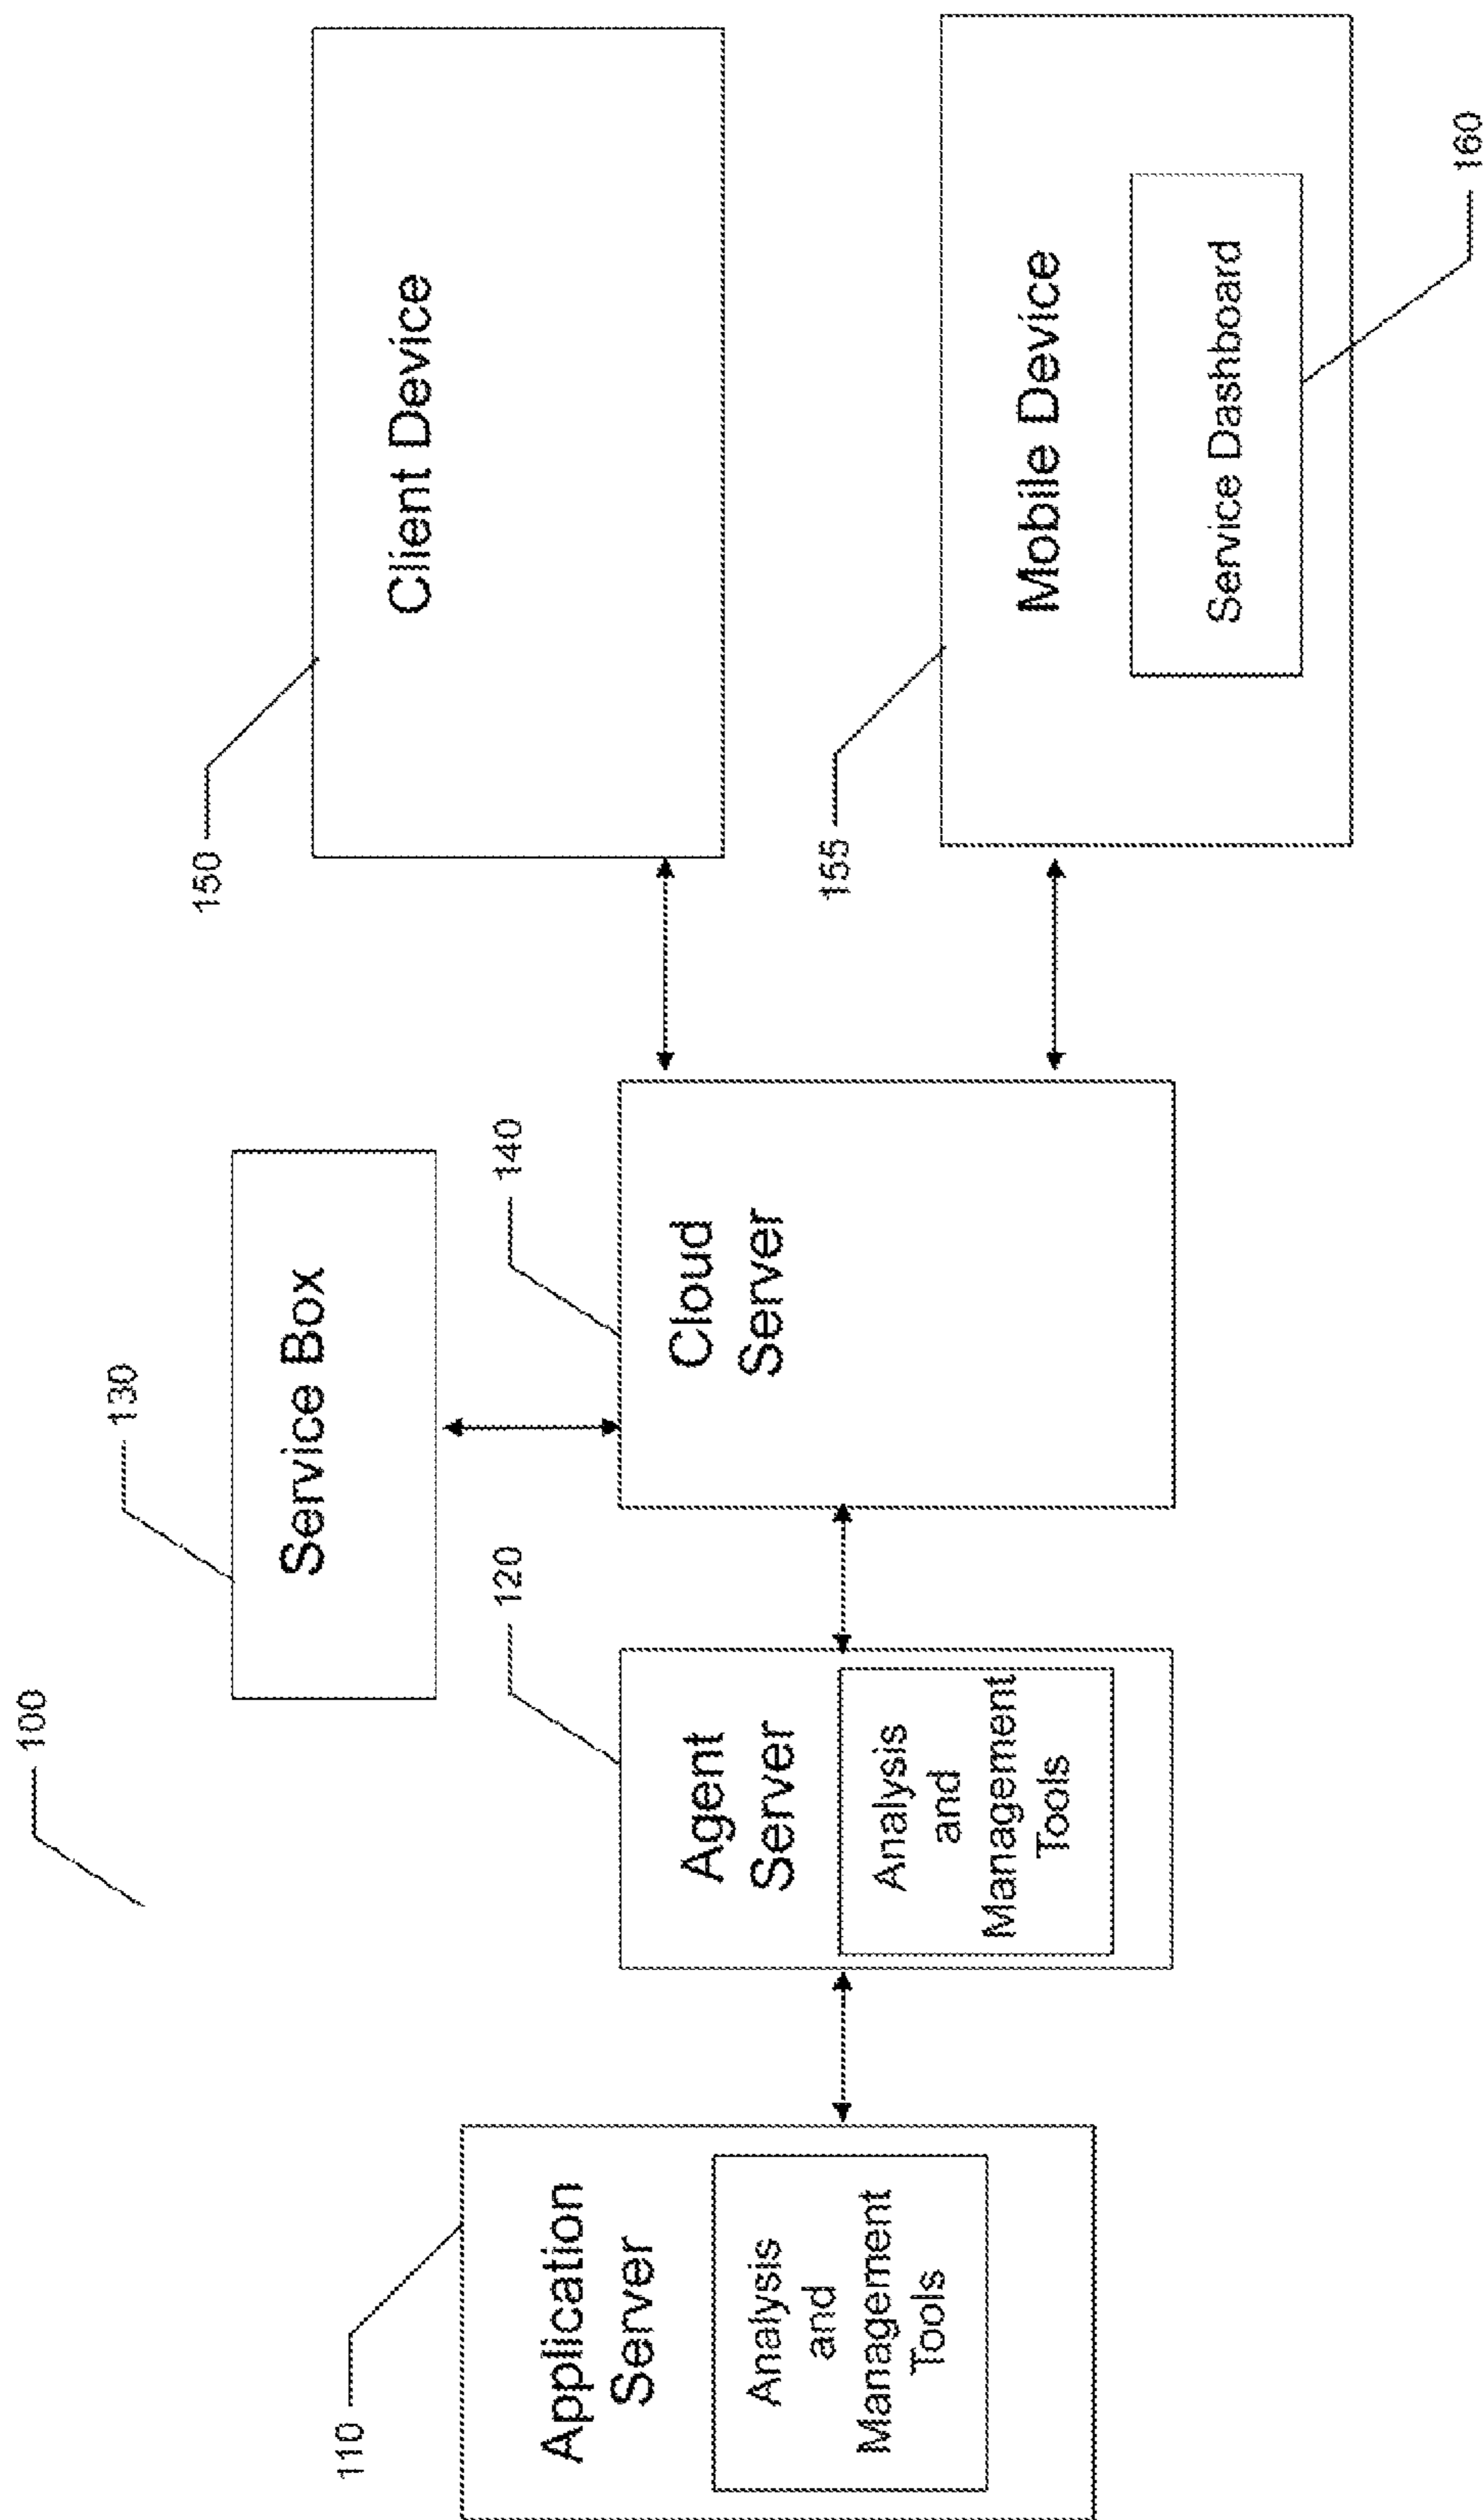 100
110
Application
Server
Analysis
and
Management
Tools
120
Agent
Server
Analysis
and
Management
Tools
130
Service Box
140
Cloud
Server
150
Client Device
155
Mobile Device
Service Dashboard
160